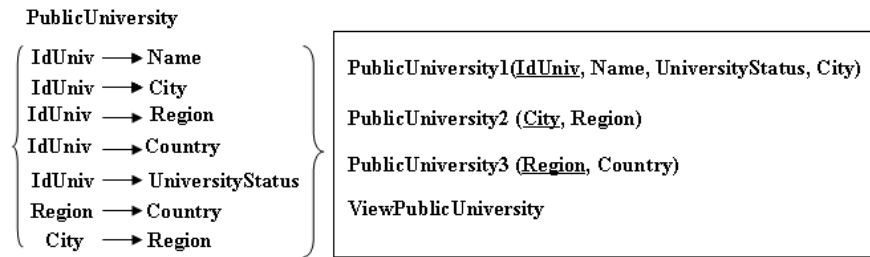 PublicUniversity
IdUniv → Name
IdUniv → City
IdUniv → Region
IdUniv → Country
IdUniv → UniversityStatus
Region → Country
City → Region
PublicUniversity1(IdUniv, Name, UniversityStatus, City)
PublicUniversity2 (City, Region)
PublicUniversity3 (Region, Country)
ViewPublicUniversity